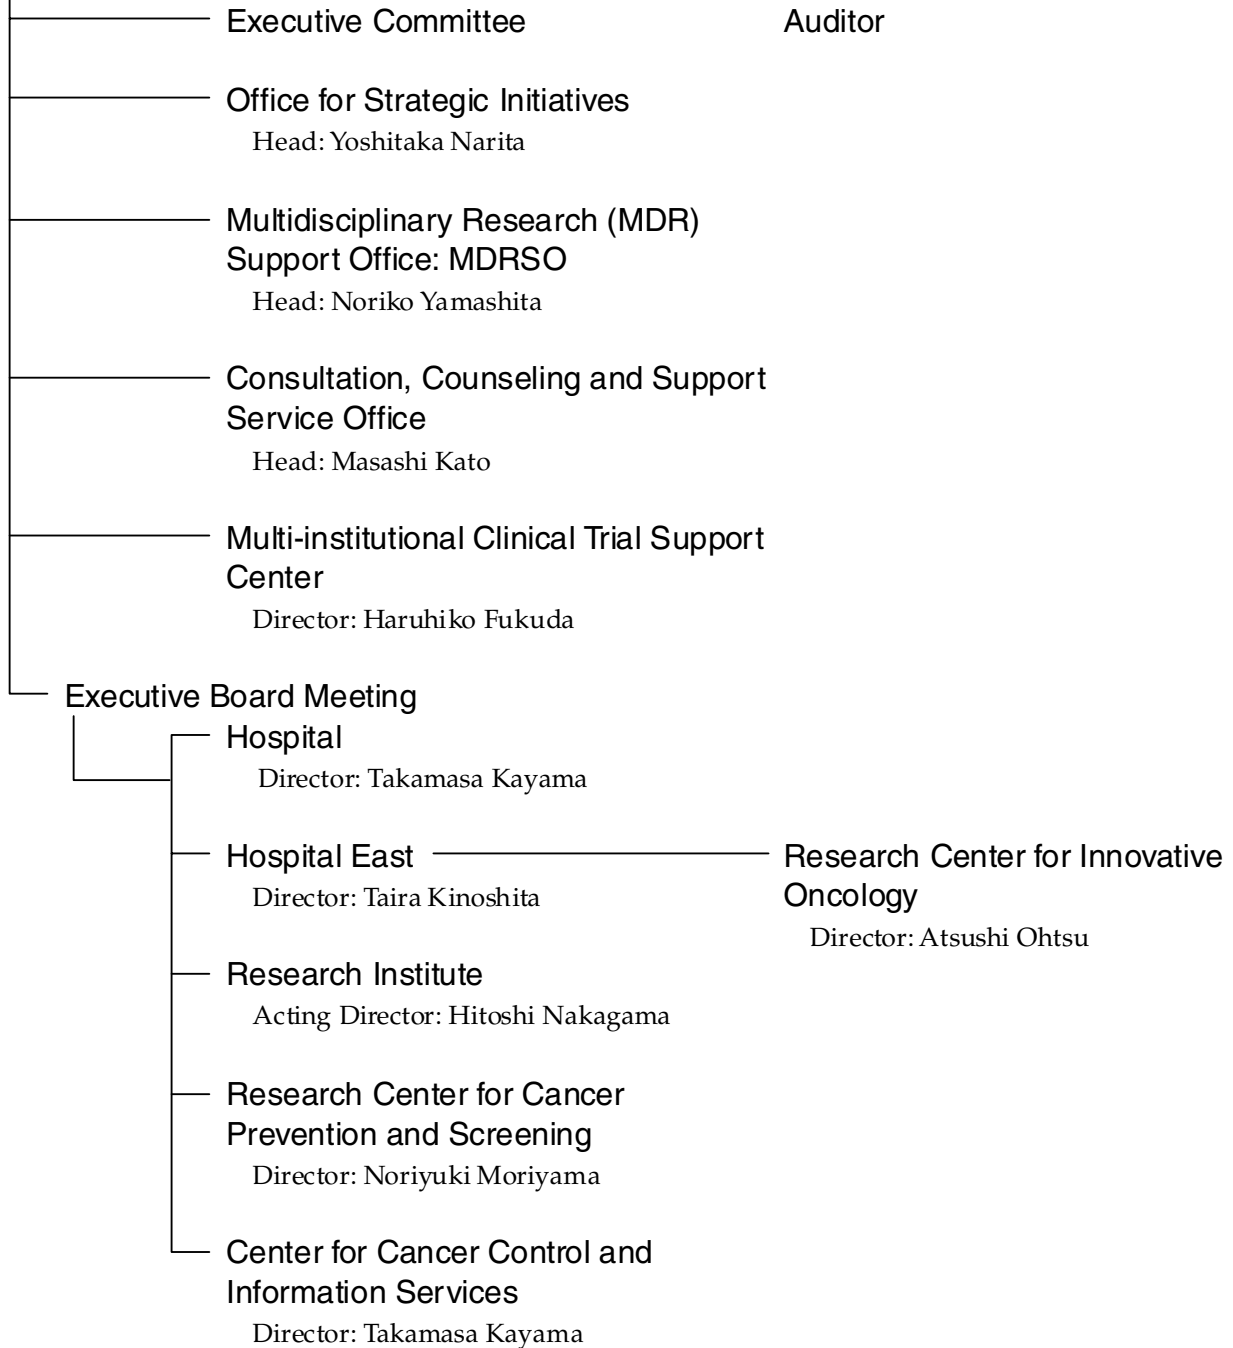 Executive Committee
Auditor
Office for Strategic Initiatives
Head: Yoshitaka Narita
Multidisciplinary Research (MDR)
Support Office: MDRSO
Head: Noriko Yamashita
Consultation, Counseling and Support
Service Office
Head: Masashi Kato
Multi-institutional Clinical Trial Support
Center
Director: Haruhiko Fukuda
Executive Board Meeting
Hospital
Director: Takamasa Kayama
Hospital East
Director: Taira Kinoshita
Research Center for Innovative
Oncology
Director: Atsushi Ohtsu
Research Institute
Acting Director: Hitoshi Nakagama
Research Center for Cancer
Prevention and Screening
Director: Noriyuki Moriyama
Center for Cancer Control and
Information Services
Director: Takamasa Kayama